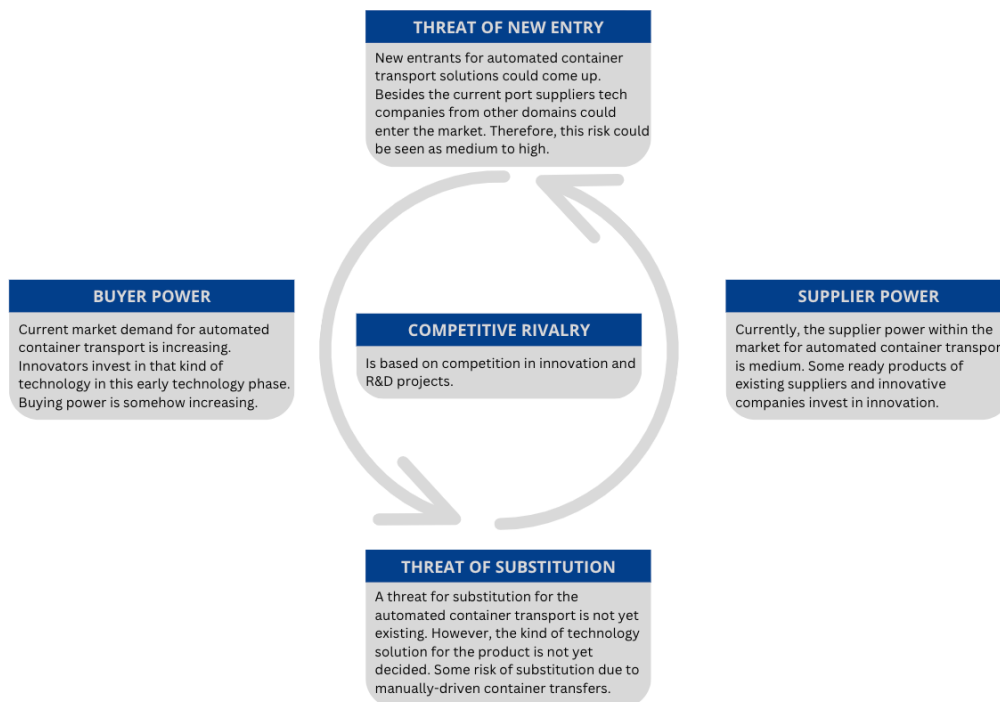 THREAT OF NEW ENTRY
New entrants for automated container
transport solutions could come up.
Besides the current port suppliers tech
companies from other domains could
enter the market. Therefore, this risk could
be seen as medium to high.
BUYER POWER
Current market demand for automated
container transport is increasing.
Innovators invest in that kind of
technology in this early technology phase.
Buying power is somehow increasing.
COMPETITIVE RIVALRY
Is based on competition in innovation and
R&D projects.
SUPPLIER POWER
Currently, the supplier power within the
market for automated container transpor
is medium. Some ready products of
existing suppliers and innovative
companies invest in innovation.
THREAT OF SUBSTITUTION
A threat for substitution for the
automated container transport is not yet
existing. However, the kind of technology
solution for the product is not yet
decided. Some risk of substitution due to
manually-driven container transfers.